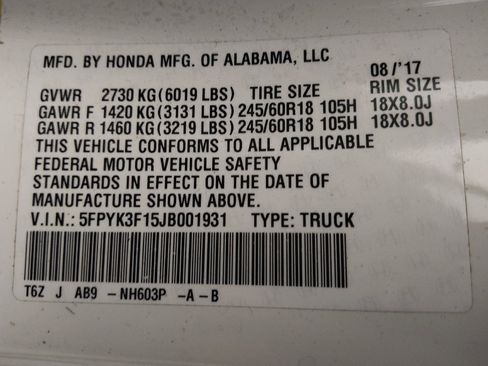 MFD. BY HONDA MFG. OF ALABAMA, LLC
08/'17
GVWR 2730 KG(6019 LBS) TIRE SIZE RIM SIZE
GAWR F 1420 KG(3131 LBS) 245/60R18 105H 18X8.0J
GAWR R 1460 KG(3219 LBS) 245/60R18 105H 18X8.0J
THIS VEHICLE CONFORMS TO ALL APPLICABLE
FEDERAL MOTOR VEHICLE SAFETY
STANDARDS IN EFFECT ON THE DATE OF
MANUFACTURE SHOWN ABOVE.
V.I.N.: 5FPYK3F15JB001931 TYPE: TRUCK
T6Z J AB9 -NH603P -A-B